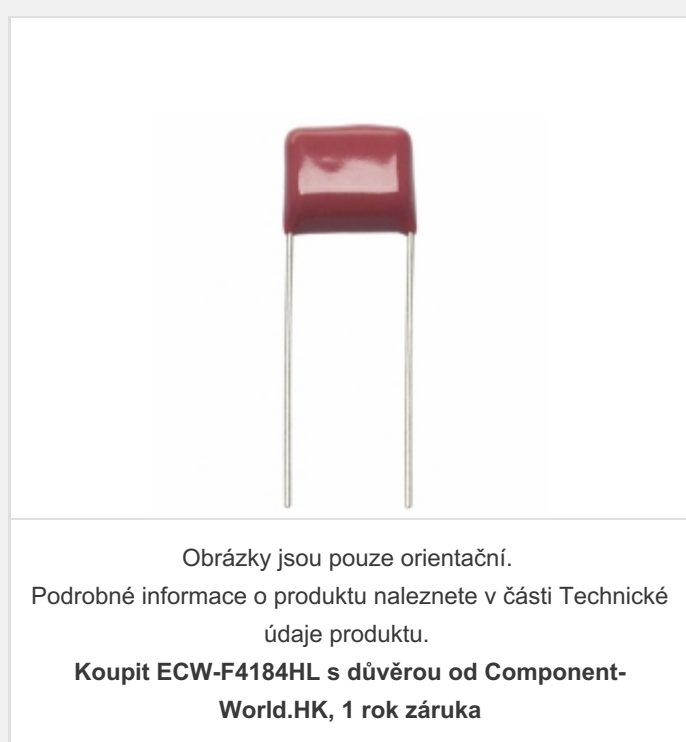 Obrázky jsou pouze orientační.
Podrobné informace o produktu naleznete v části Technické
údaje produktu.
Koupit ECW-F4184HL s důvěrou od Component-
World.HK, 1 rok záruka